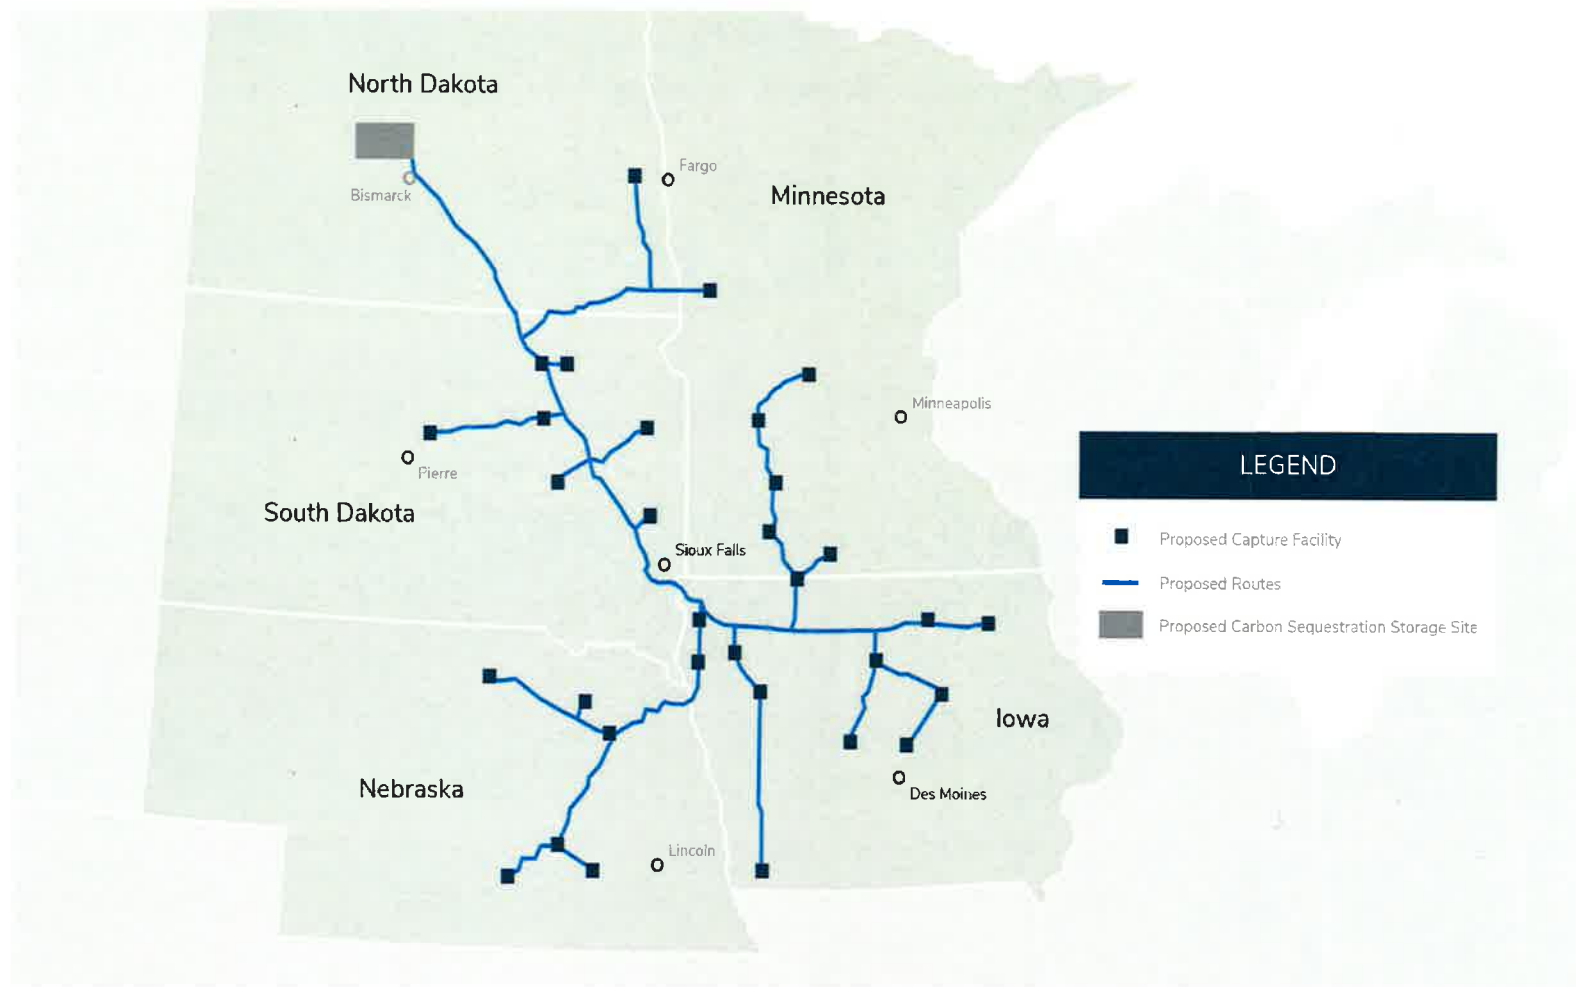 North Dakota
Fargo
Bismarck
Minnesota
Minneapolis
Pierre
South Dakota
Sioux Falls
LEGEND
Proposed Capture Facility
Proposed Routes
Proposed Carbon Sequestration Storage Site
Iowa
Nebraska
Des Moines
Lincoln